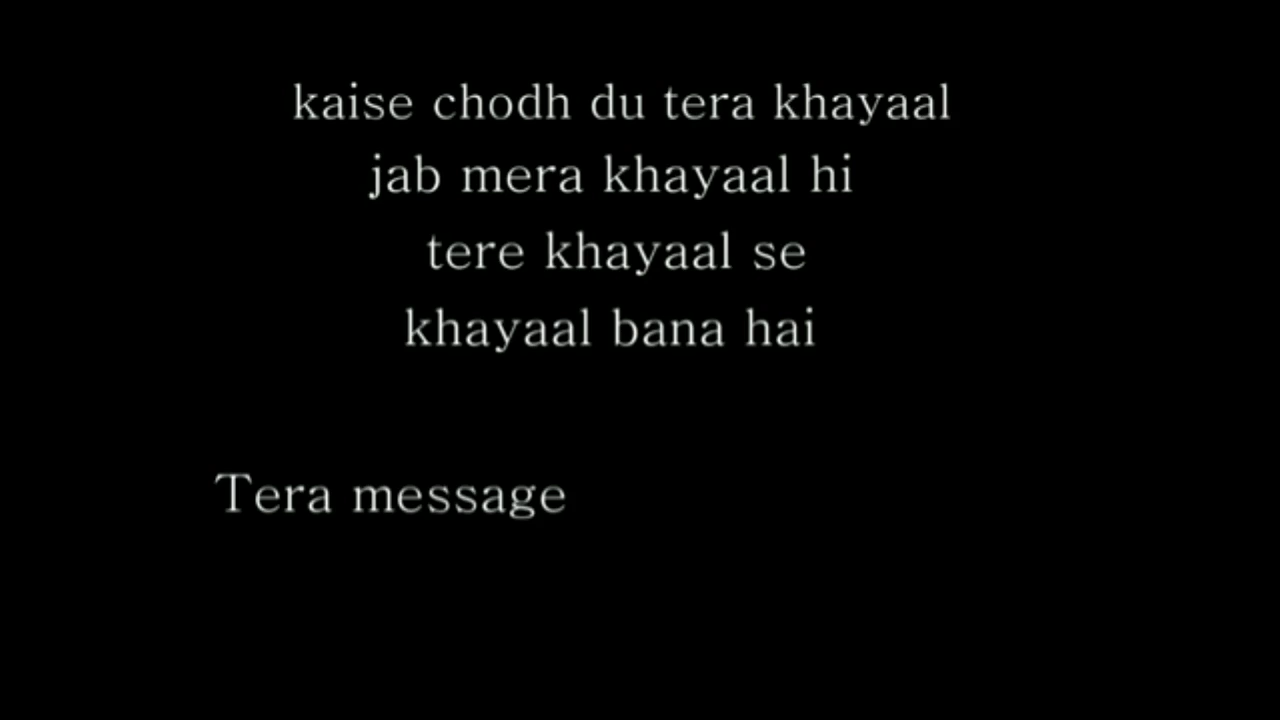 kaise chodh du tera khayaal
jab mera khayaal hi
tere khayaal se
khayaal bana hai
Tera message